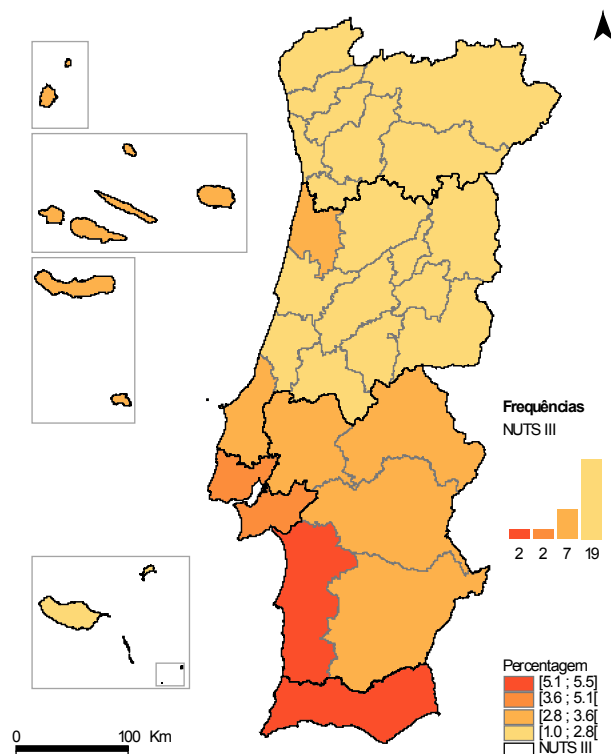 Frequências
NUTS III
2 2 7 19
Percentagem
[5.1 ; 5.5]
[3.6 ; 5.1[
[2.8 ; 3.6[
[1.0 ; 2.8[
NUTS III
0 100 Km